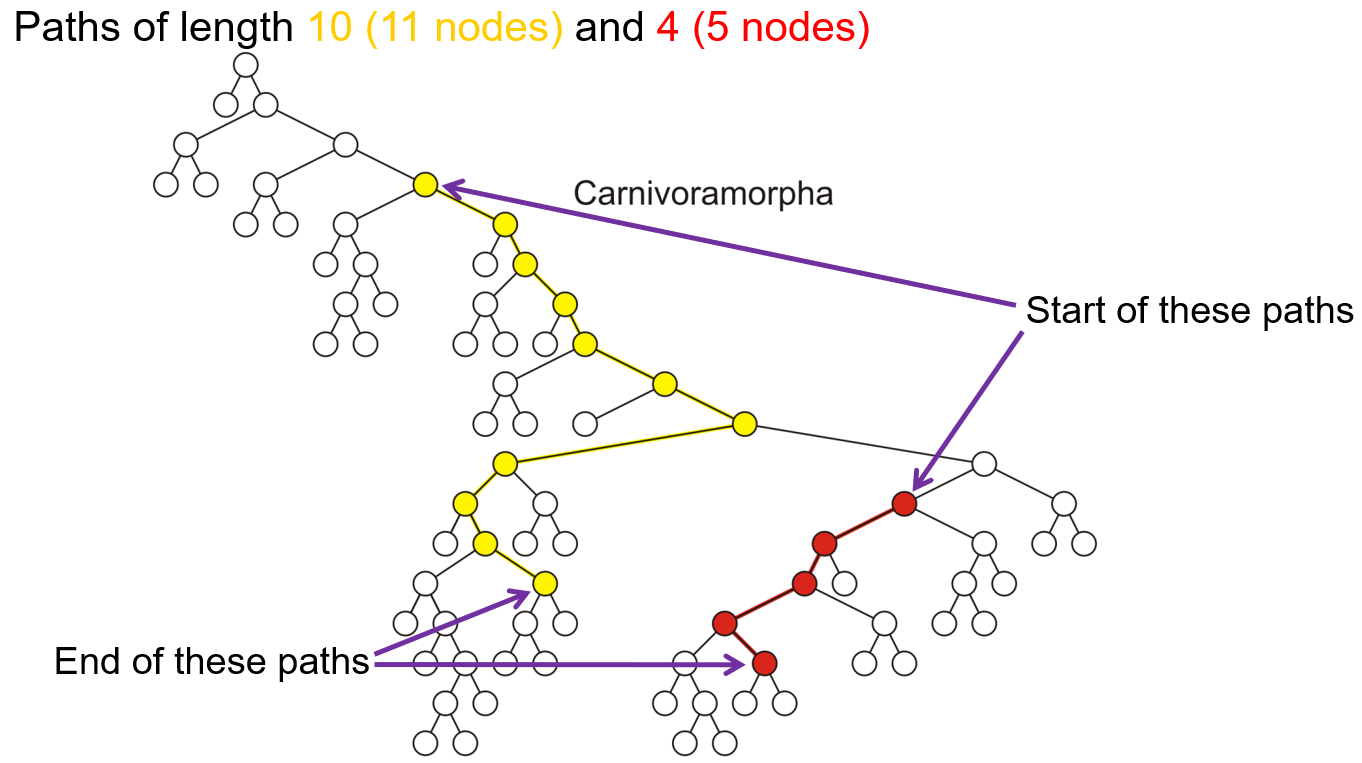 Paths of length 10 (11 nodes) and 4 (5 nodes)
Carnivoramorpha
Start of these paths
End of these paths